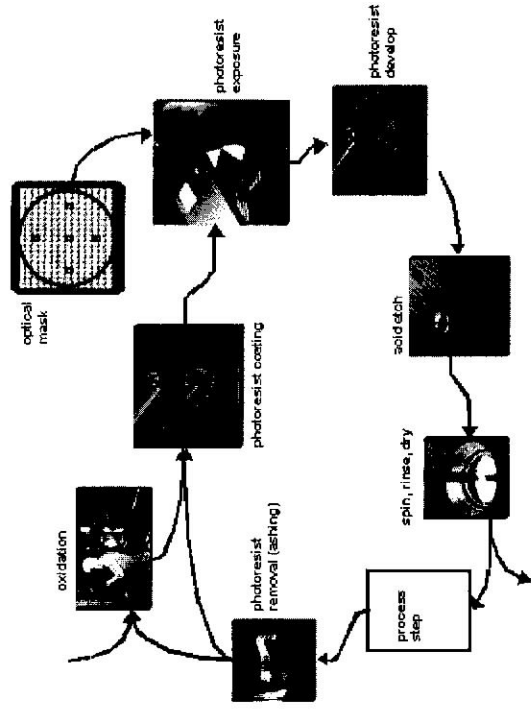 oxidation
optical
mask
photoresist coating
photoresist
exposure
photoresist
removal (ashing)
process
step
spin, rinse, dry
acid etch
photoresist
develop